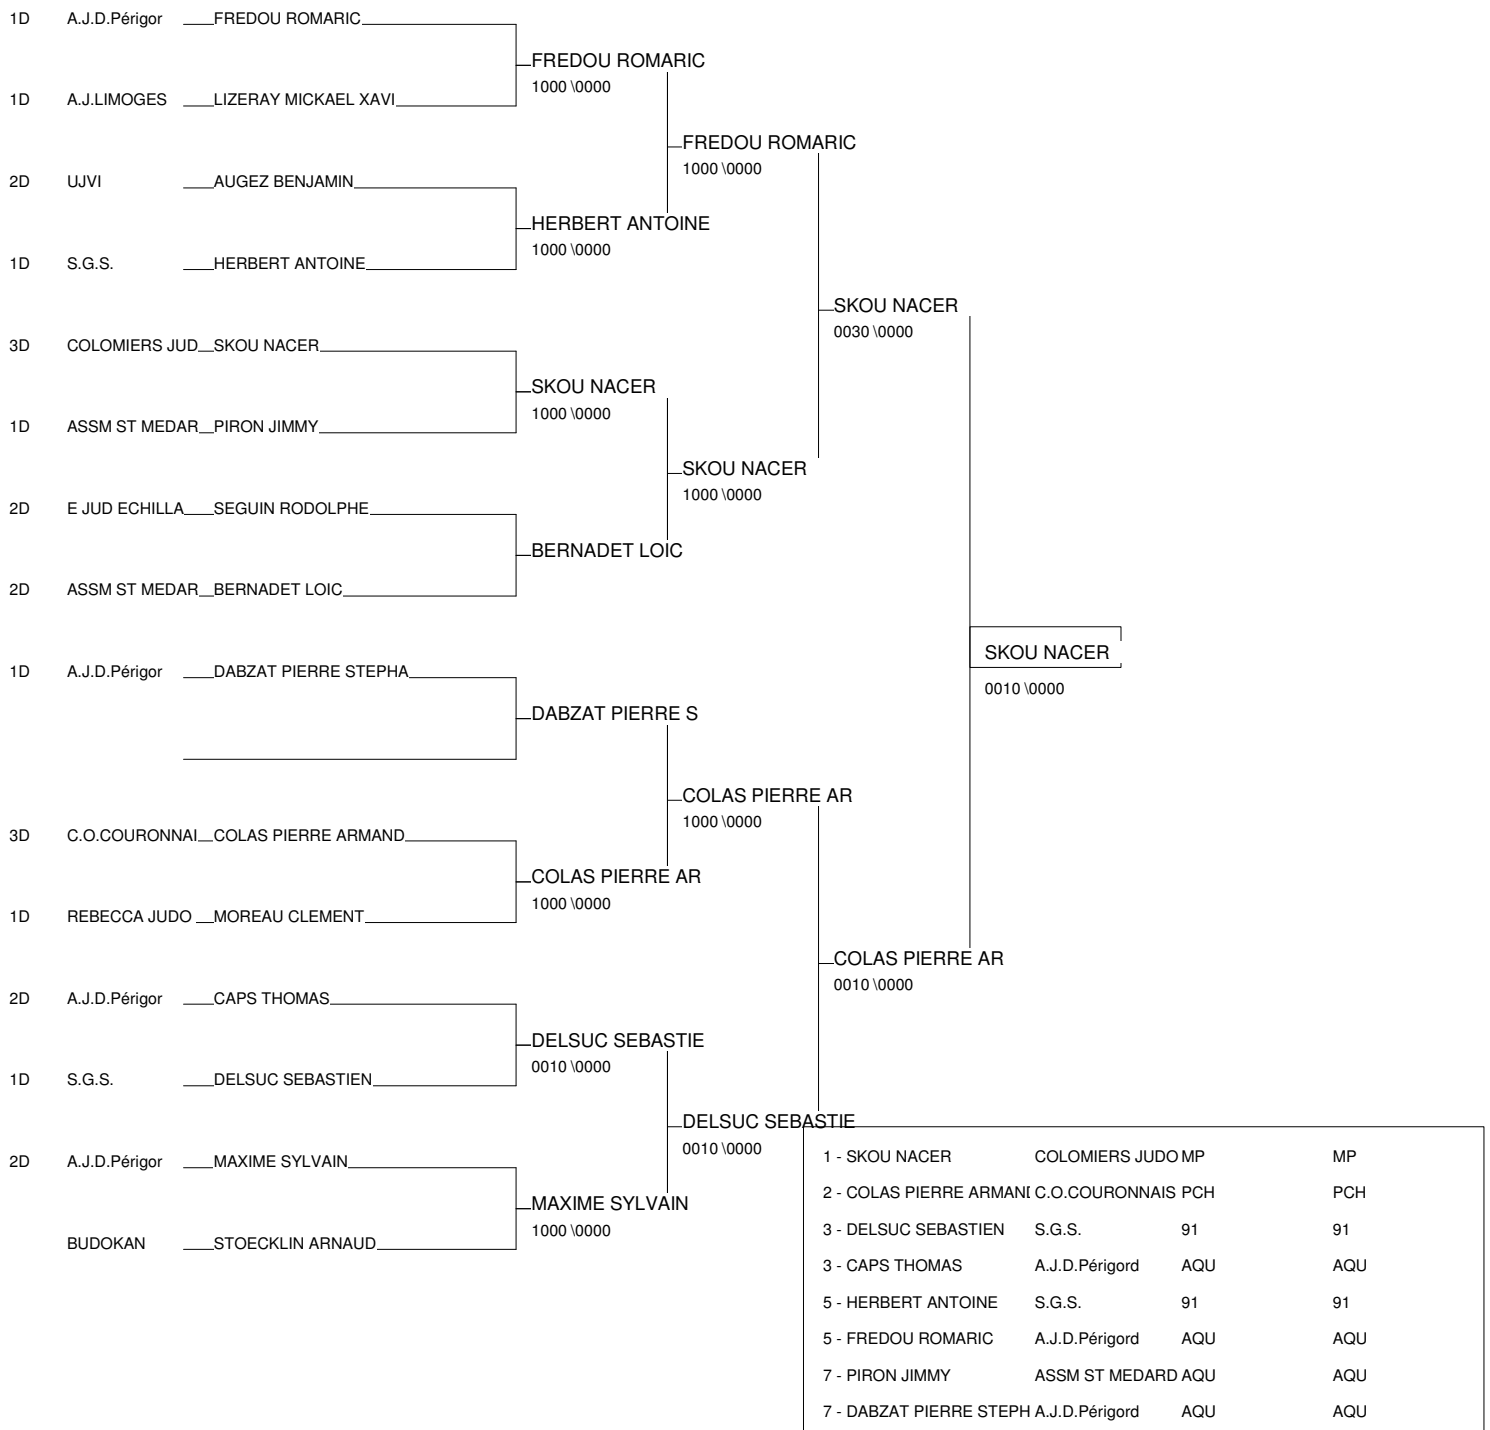 1D A.J.D.Périgor FREDOU ROMARIC
FREDOU ROMARIC
1000 \0000
1D A.J.LIMOGES LIZERAY MICKAEL XAVI
FREDOU ROMARIC
1000 \0000
2D UJVI AUGEZ BENJAMIN
HERBERT ANTOINE
1000 \0000
1D S.G.S. HERBERT ANTOINE
SKOU NACER
0030 \0000
3D COLOMIERS JUD SKOU NACER
SKOU NACER
1000 \0000
1D ASSM ST MEDAR PIRON JIMMY
SKOU NACER
1000 \0000
2D E JUD ECHILLA SEGUIN RODOLPHE
BERNADET LOIC
2D ASSM ST MEDAR BERNADET LOIC
SKOU NACER
0010 \0000
1D A.J.D.Périgor DABZAT PIERRE STEPHA
DABZAT PIERRE S
COLAS PIERRE AR
1000 \0000
3D C.O.COURONNAI COLAS PIERRE ARMAND
COLAS PIERRE AR
1000 \0000
1D REBECCA JUDO MOREAU CLEMENT
COLAS PIERRE AR
0010 \0000
2D A.J.D.Périgor CAPS THOMAS
DELSUC SEBASTIE
0010 \0000
1D S.G.S. DELSUC SEBASTIEN
DELSUC SEBASTIE
0010 \0000
2D A.J.D.Périgor MAXIME SYLVAIN
MAXIME SYLVAIN
1000 \0000
BUDOKAN STOECKLIN ARNAUD
1 - SKOU NACER COLOMIERS JUDO MP MP
2 - COLAS PIERRE ARMAND C.O.COURONNAIS PCH PCH
3 - DELSUC SEBASTIEN S.G.S. 91 91
3 - CAPS THOMAS A.J.D.Périgord AQU AQU
5 - HERBERT ANTOINE S.G.S. 91 91
5 - FREDOU ROMARIC A.J.D.Périgord AQU AQU
7 - PIRON JIMMY ASSM ST MEDARD AQU AQU
7 - DABZAT PIERRE STEPH A.J.D.Périgord AQU AQU